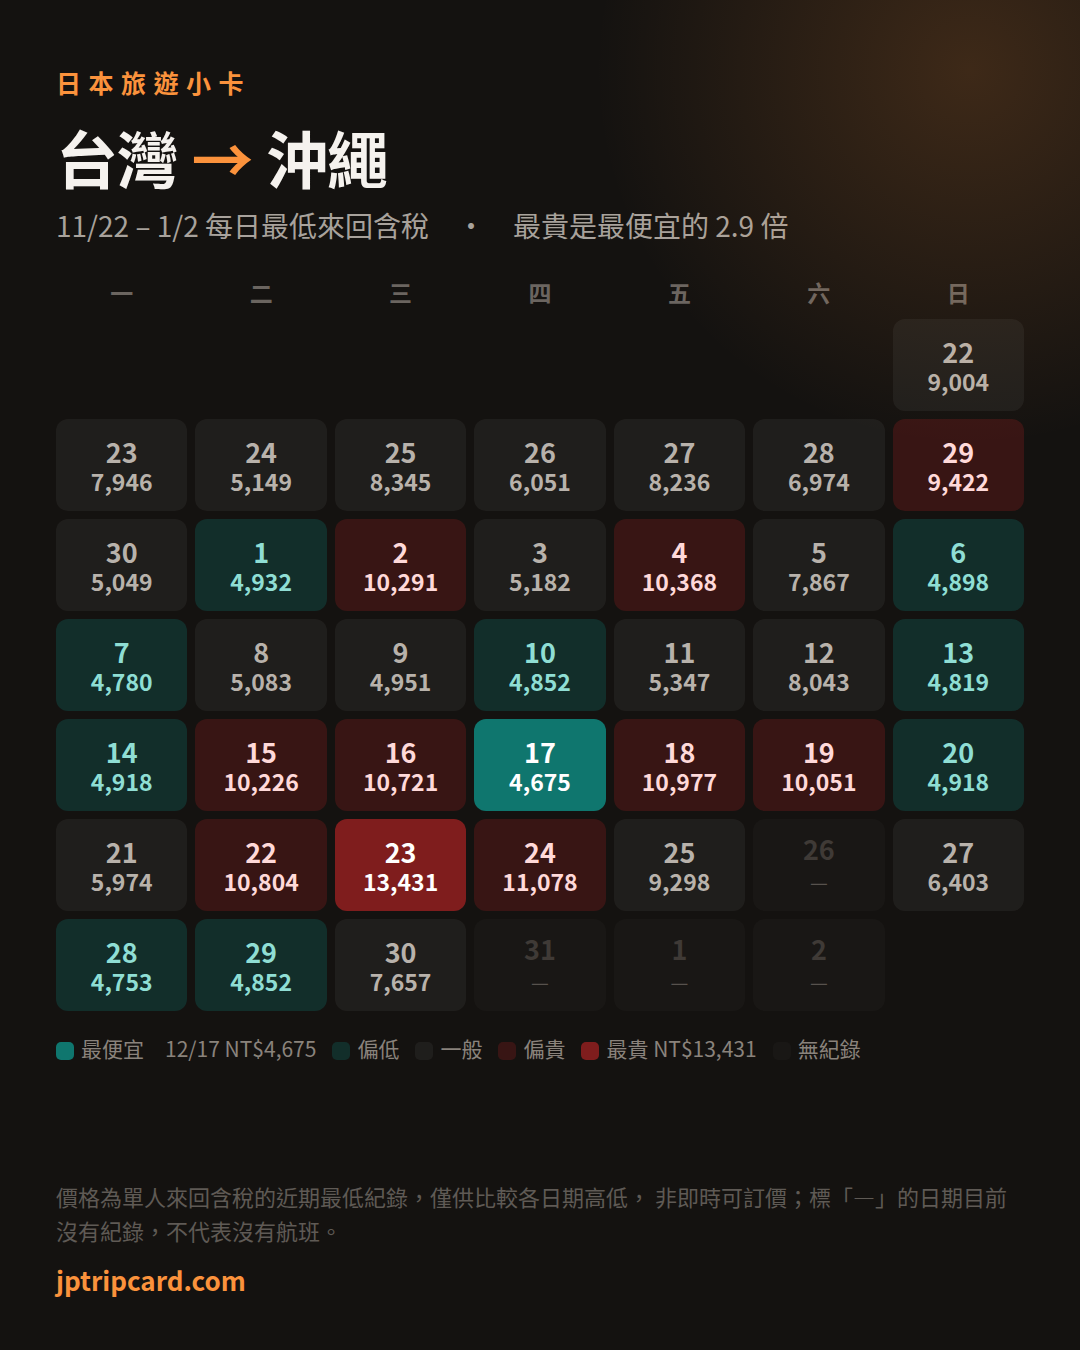 日本旅遊小卡
台灣 → 沖繩
11/22 – 1/2 每日最低來回含稅 ・ 最貴是最便宜的 2.9 倍
一 二 三 四 五 六 日
22
9,004
23 24 25 26 27 28 29
7,946 5,149 8,345 6,051 8,236 6,974 9,422
30 1 2 3 4 5 6
5,049 4,932 10,291 5,182 10,368 7,867 4,898
7 8 9 10 11 12 13
4,780 5,083 4,951 4,852 5,347 8,043 4,819
14 15 16 17 18 19 20
4,918 10,226 10,721 4,675 10,977 10,051 4,918
21 22 23 24 25 26 27
5,974 10,804 13,431 11,078 9,298 — 6,403
28 29 30 31 1 2
4,753 4,852 7,657 — — —
最便宜 12/17 NT$4,675 偏低 一般 偏貴 最貴 NT$13,431 無紀錄
價格為單人來回含稅的近期最低紀錄，僅供比較各日期高低， 非即時可訂價；標「—」的日期目前
沒有紀錄，不代表沒有航班。
jptripcard.com